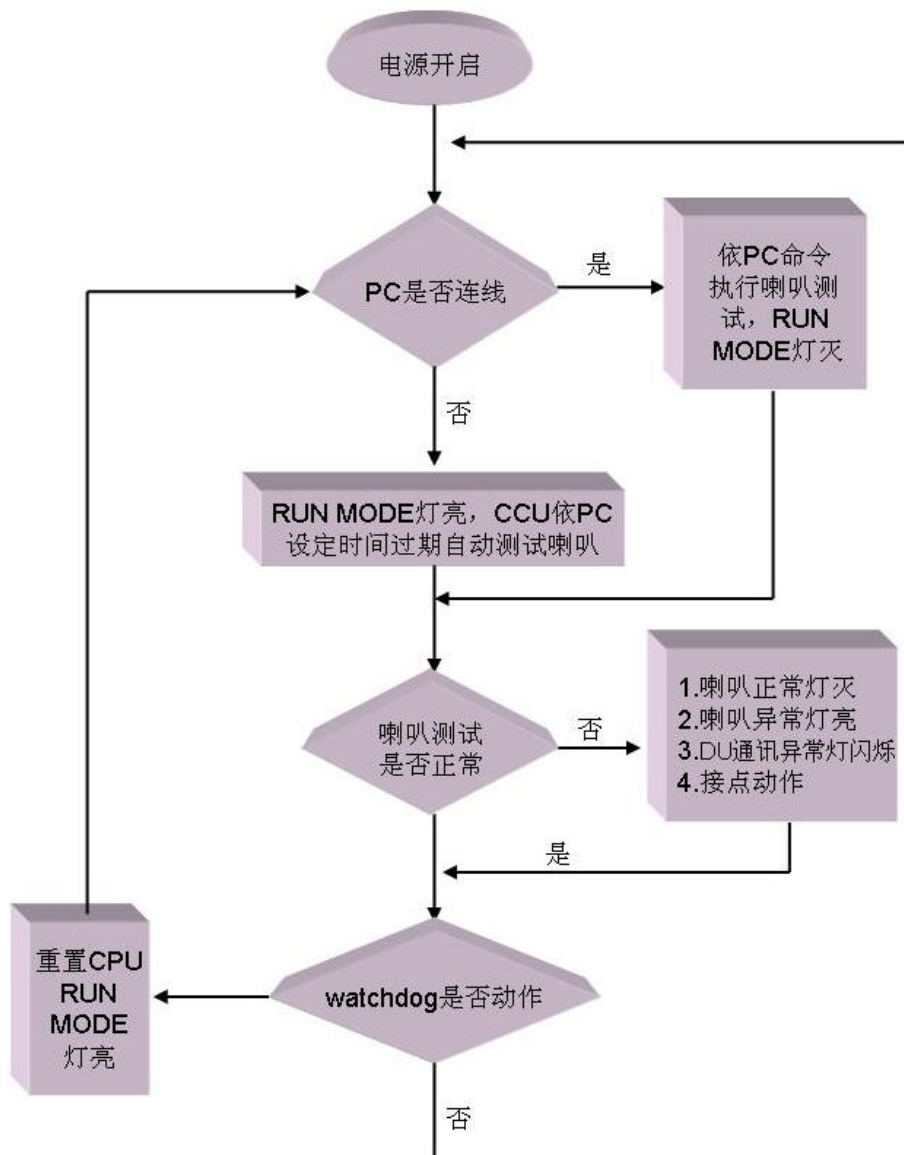 电源开启
PC是否连线
是
依PC命令
执行喇叭测
试，RUN
MODE灯灭
否
RUN MODE灯亮，CCU依PC
设定时间过期自动测试喇叭
喇叭测试
是否正常
否
1.喇叭正常灯灭
2.喇叭异常灯亮
3.DU通讯异常灯闪烁
4.接点动作
是
重置CPU
RUN
MODE
灯亮
watchdog是否动作
否